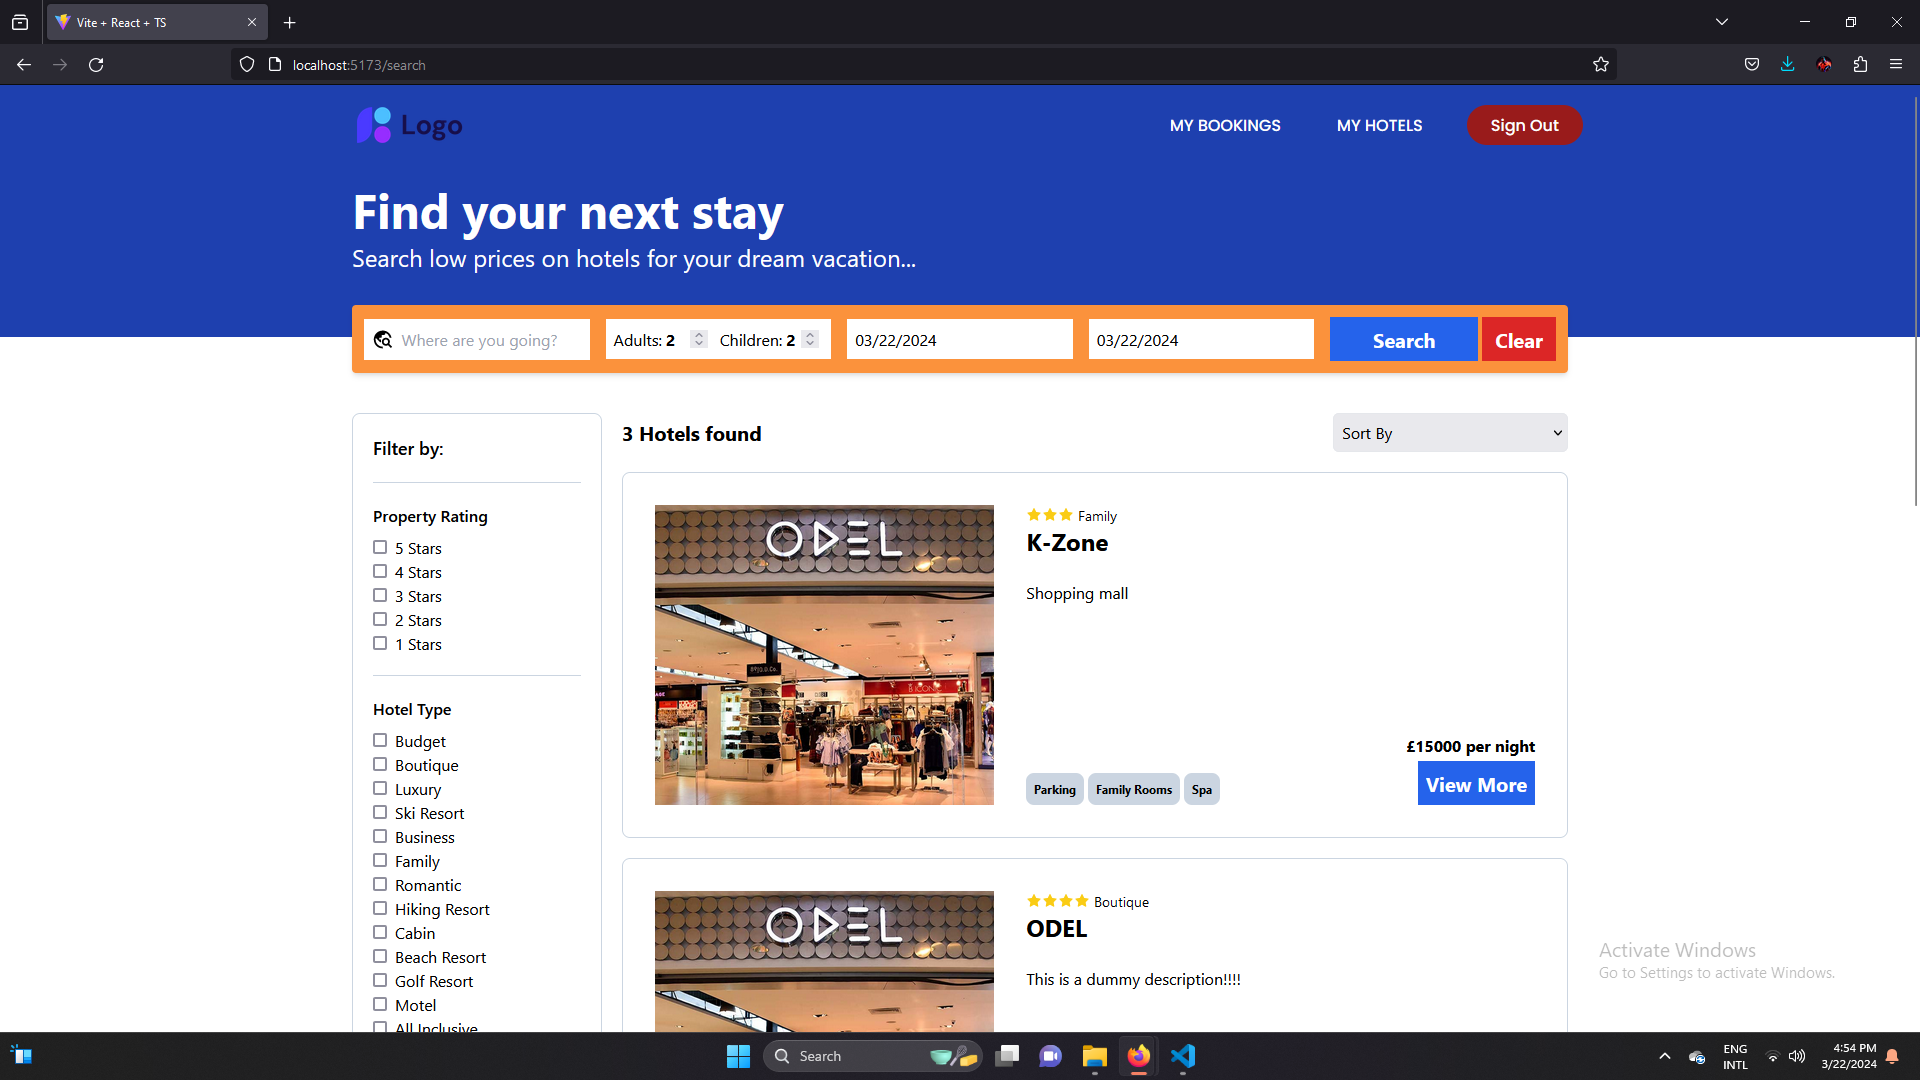 Vite + React + TS
localhost:5173/search
Logo
MY BOOKINGS
MY HOTELS
Sign Out
Find your next stay
Search low prices on hotels for your dream vacation...
Where are you going?
Adults: 2
Children: 2
03/22/2024
03/22/2024
Search
Clear
Filter by:
Property Rating
5 Stars
4 Stars
3 Stars
2 Stars
1 Stars
Hotel Type
Budget
Boutique
Luxury
Ski Resort
Business
Family
Romantic
Hiking Resort
Cabin
Beach Resort
Golf Resort
Motel
All Inclusive
3 Hotels found
Sort By
ODEL
Family
K-Zone
Shopping mall
£15000 per night
Parking
Family Rooms
Spa
View More
ODEL
Boutique
ODEL
This is a dummy description!!!!
Activate Windows
Go to Settings to activate Windows.
Search
ENG
INTL
4:54 PM
3/22/2024